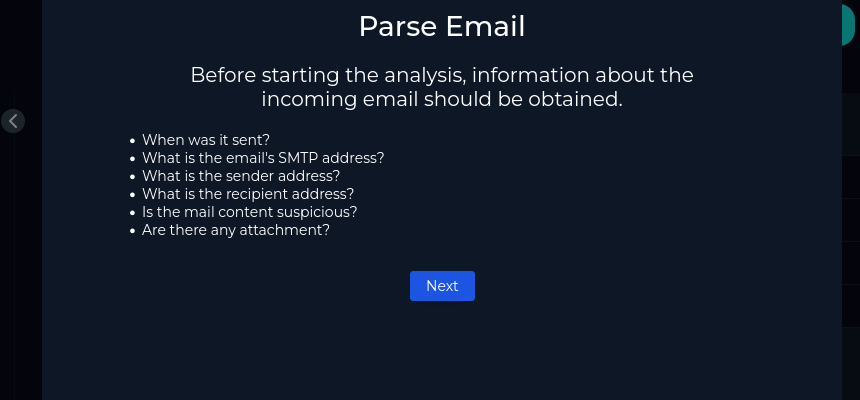 Parse Email
Before starting the analysis, information about the
incoming email should be obtained.
When was it sent?
What is the email's SMTP address?
What is the sender address?
What is the recipient address?
Is the mail content suspicious?
Are there any attachment?
Next